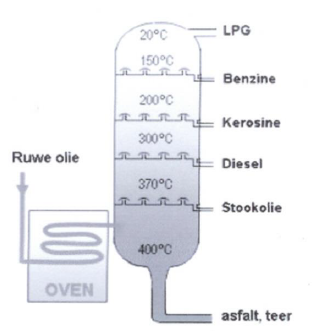 20°C
LPG
150°C
Benzine
200°C
Kerosine
300°C
Ruwe olie
Diesel
370°C
Stookolie
400°C
OVEN
asfalt, teer